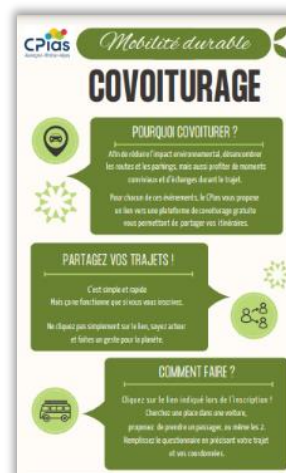 CPias
Auvergne-Rhône-Alpes
Mobilité durable
COVOITURAGE
POURQUOI COVOITURER ?
Afin de réduire l'impact environnemental, désencombrer
les routes et les parkings, mais aussi profiter de moments
conviviaux et d'échanges durant le trajet.
Pour chacun de ces événements, le CPias vous propose
un lien vers une plateforme de covoiturage gratuite
vous permettant de partager vos itinéraires.
PARTAGEZ VOS TRAJETS !
C'est simple et rapide
Mais ça ne fonctionne que si vous vous inscrivez.
Ne cliquez pas simplement sur le lien, soyez acteur
et faites un geste pour la planète.
COMMENT FAIRE ?
Cliquez sur le lien indiqué lors de l'inscription !
Cherchez une place dans une voiture,
proposez de prendre un passager, ou même les 2.
Remplissez le questionnaire en précisant votre trajet
et vos coordonnées.